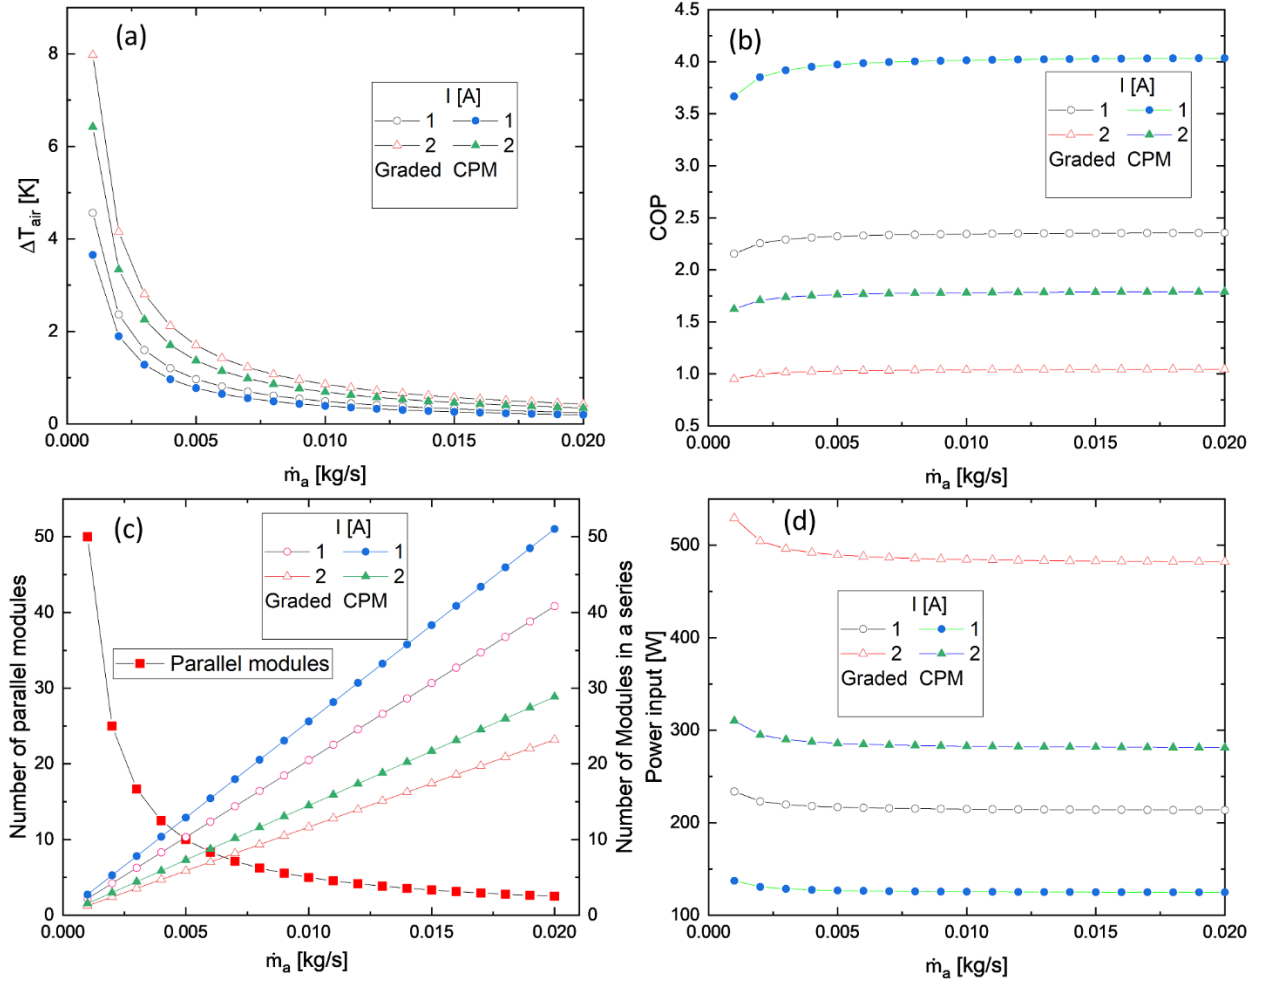 (a)
8
6
4
2
0
ΔT_air [K]
I [A]
1 1
2 2
Graded CPM
0.000 0.005 0.010 0.015 0.020
ṁ_a [kg/s]
(b)
4.5
4.0
3.5
3.0
2.5
2.0
1.5
1.0
0.5
COP
I [A]
1 1
2 2
Graded CPM
0.000 0.005 0.010 0.015 0.020
ṁ_a [kg/s]
(c)
50 50
40 40
30 30
20 20
10 10
0 0
Number of parallel modules
Number of Modules in a series
I [A]
1 1
2 2
Graded CPM
Parallel modules
0.000 0.005 0.010 0.015 0.020
ṁ_a [kg/s]
(d)
500
400
300
200
100
Power input [W]
I [A]
1 1
2 2
Graded CPM
0.000 0.005 0.010 0.015 0.020
ṁ_a [kg/s]